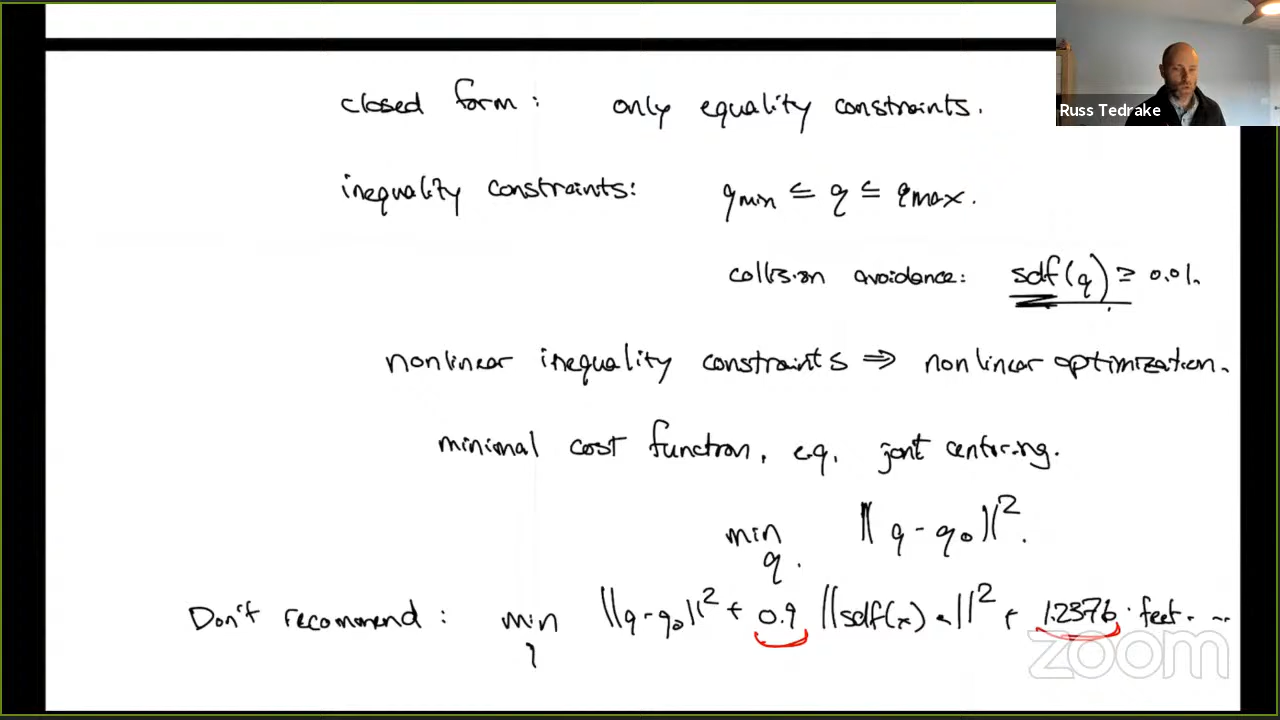 closed form: only equality constraints.
Russ Tedrake
inequality constraints: qmin ≤ q ≤ qmax.
collision avoidance: sdf(q) ≥ 0.01.
nonlinear inequality constraints ⇒ nonlinear optimization.
minimal cost function, e.g. joint centering.
min ||q - q₀||².
q.
Don't recommend: min ||q-q₀||² + 0.9 ||sdf(x) ||² + 1.2376 · feet. ...
zoom